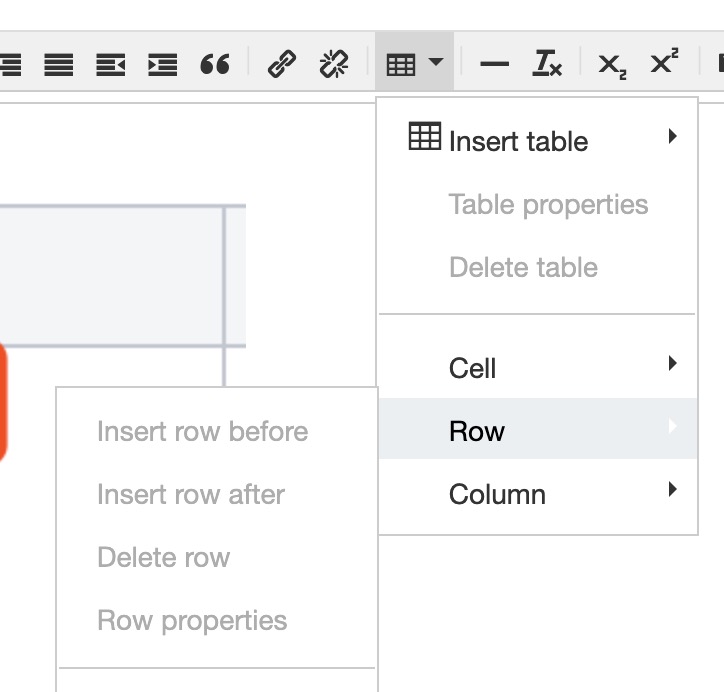 Insert table
Table properties
Delete table
Cell
Row
Column
Insert row before
Insert row after
Delete row
Row properties